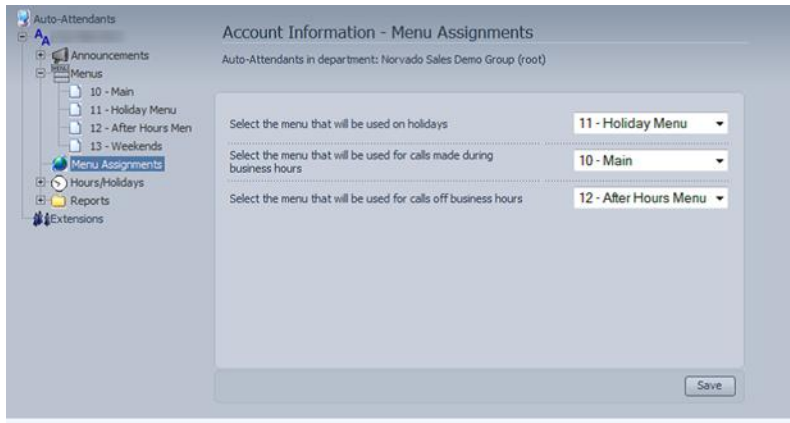 Auto-Attendants
AA
Announcements
MENU
Menus
10 - Main
11 - Holiday Menu
12 - After Hours Men
13 - Weekends
Menu Assignments
Hours/Holidays
Reports
Extensions
Account Information - Menu Assignments
Auto-Attendants in department: Norvado Sales Demo Group (root)
Select the menu that will be used on holidays
11 - Holiday Menu
Select the menu that will be used for calls made during
business hours
10 - Main
Select the menu that will be used for calls off business hours
12 - After Hours Menu
Save